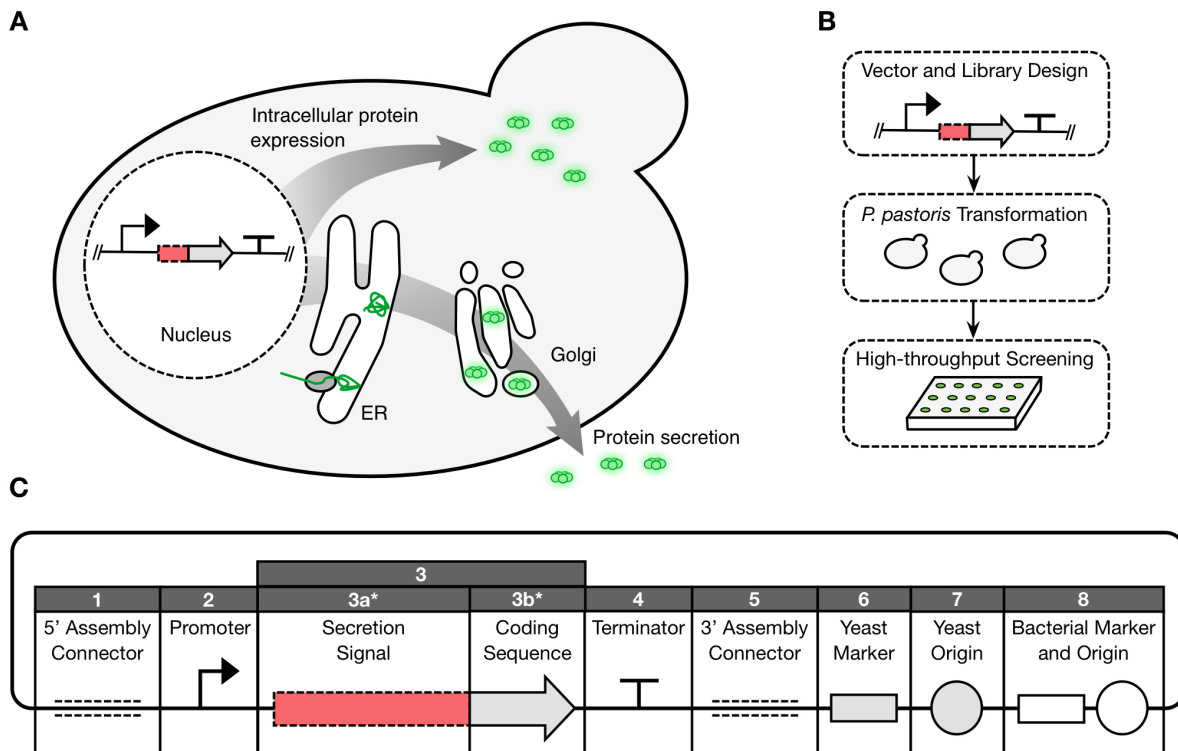 A
Intracellular protein
expression
Nucleus
ER
Golgi
Protein secretion
B
Vector and Library Design
P. pastoris Transformation
High-throughput Screening
C
3
1
2
3a*
3b*
4
5
6
7
8
5’ Assembly
Connector
Promoter
Secretion
Signal
Coding
Sequence
Terminator
3’ Assembly
Connector
Yeast
Marker
Yeast
Origin
Bacterial Marker
and Origin